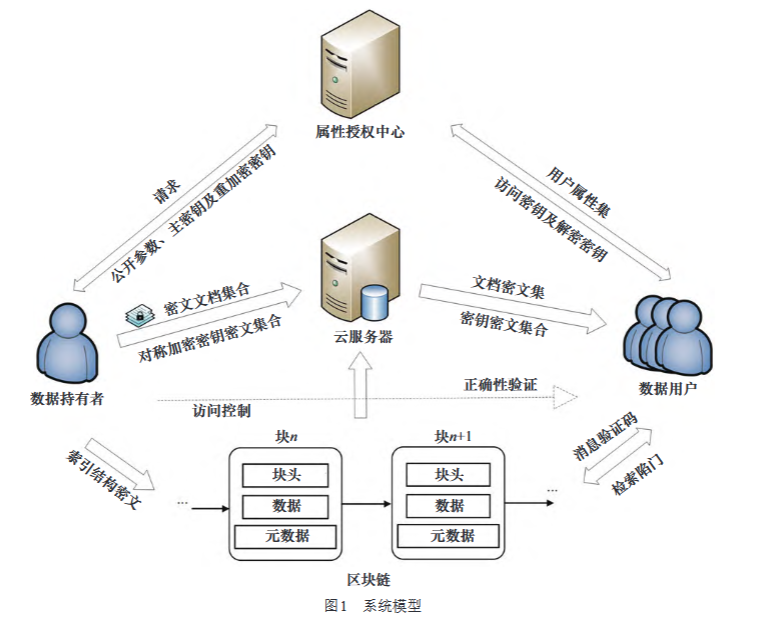 属性授权中心
请求
公开参数、主密钥及重加密密钥
用户属性集
访问密钥及解密密钥
密文文档集合
对称加密密钥密文集合
云服务器
文档密文集
密钥密文集合
数据持有者
数据用户
访问控制
正确性验证
索引结构密文
消息验证码
检索陷门
块n
块n+1
...
块头
数据
元数据
块头
数据
元数据
...
区块链
图1 系统模型